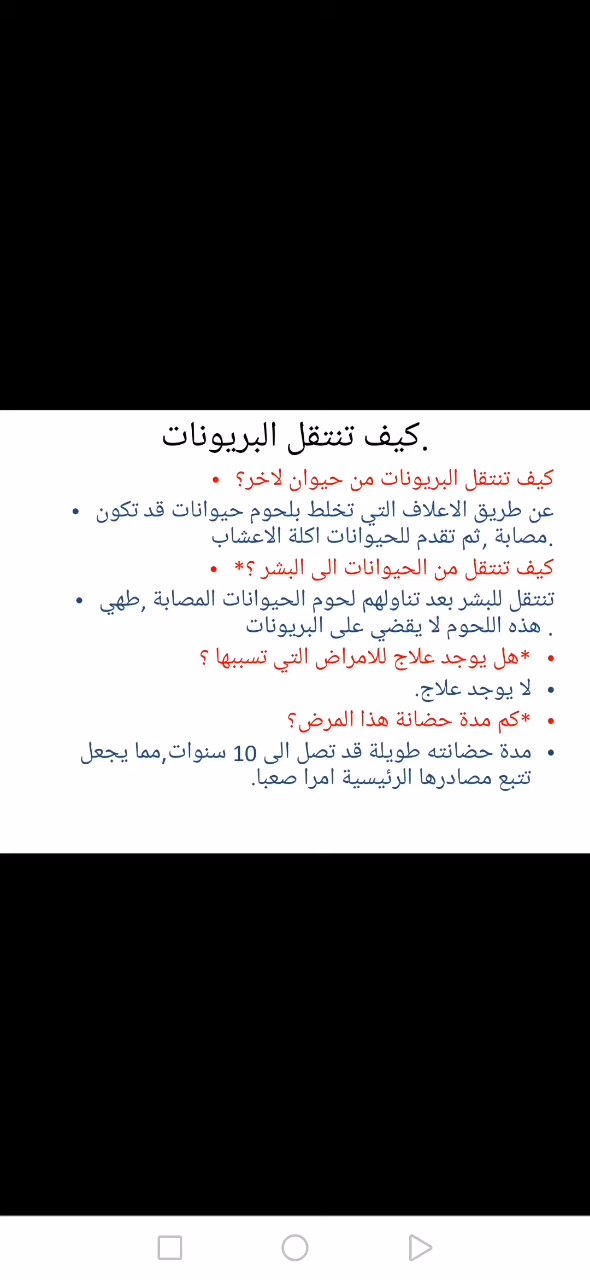 كيف تنتقل البريونات.
كيف تنتقل البريونات من حيوان لاخر؟ •
عن طريق الاعلاف التي تخلط بلحوم حيوانات قد تكون •
.مصابة ,ثم تقدم للحيوانات اكلة الاعشاب
كيف تنتقل من الحيوانات الى البشر ؟* •
تنتقل للبشر بعد تناولهم لحوم الحيوانات المصابة ,طهي •
. هذه اللحوم لا يقضي على البريونات
• *هل يوجد علاج للامراض التي تسببها ؟
• لا يوجد علاج.
• *كم مدة حضانة هذا المرض؟
• مدة حضانته طويلة قد تصل الى 10 سنوات,مما يجعل
تتبع مصادرها الرئيسية امرا صعبا.